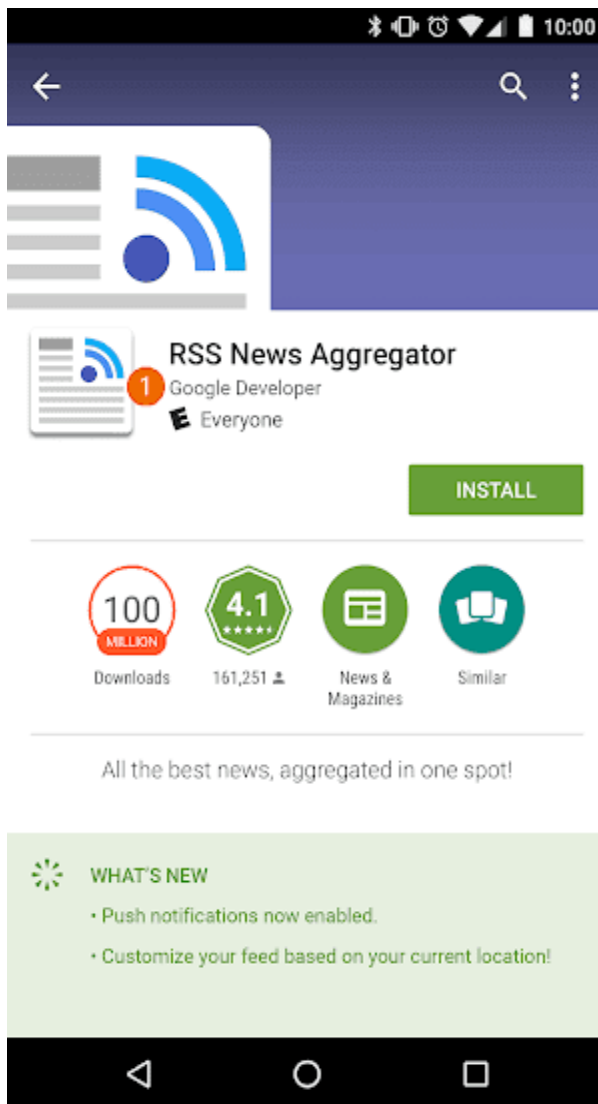 10:00
RSS News Aggregator
1
Google Developer
E Everyone
INSTALL
100
MILLION
4.1
Downloads
161,251
News &
Magazines
Similar
All the best news, aggregated in one spot!
WHAT'S NEW
• Push notifications now enabled.
• Customize your feed based on your current location!